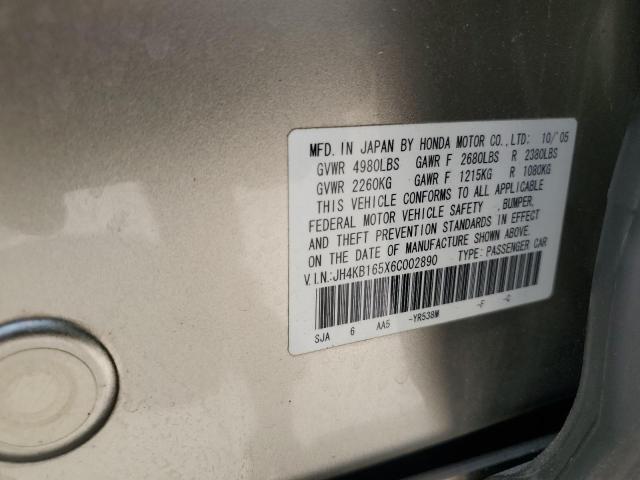 MFD. IN JAPAN BY HONDA MOTOR CO.,LTD: 10/'05
GVWR 4980LBS GAWR F 2680LBS R 2380LBS
GVWR 2260KG GAWR F 1215KG R 1080KG
THIS VEHICLE CONFORMS TO ALL APPLICABLE
FEDERAL MOTOR VEHICLE SAFETY ,BUMPER,
AND THEFT PREVENTION STANDARDS IN EFFECT
ON THE DATE OF MANUFACTURE SHOWN ABOVE.
V.I.N.:JH4KB165X6C002890 TYPE: PASSENGER CAR
SJA 6 AA5 -YR538M -F -C